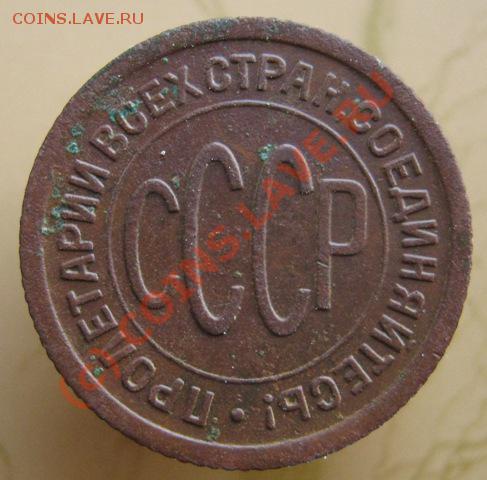 COINS.LAVE.RU
ПРОЛЕТАРИИ ВСЕХ СТРАН, СОЕДИНЯЙТЕСЬ! •
СССР
© COINS.LAVE.RU